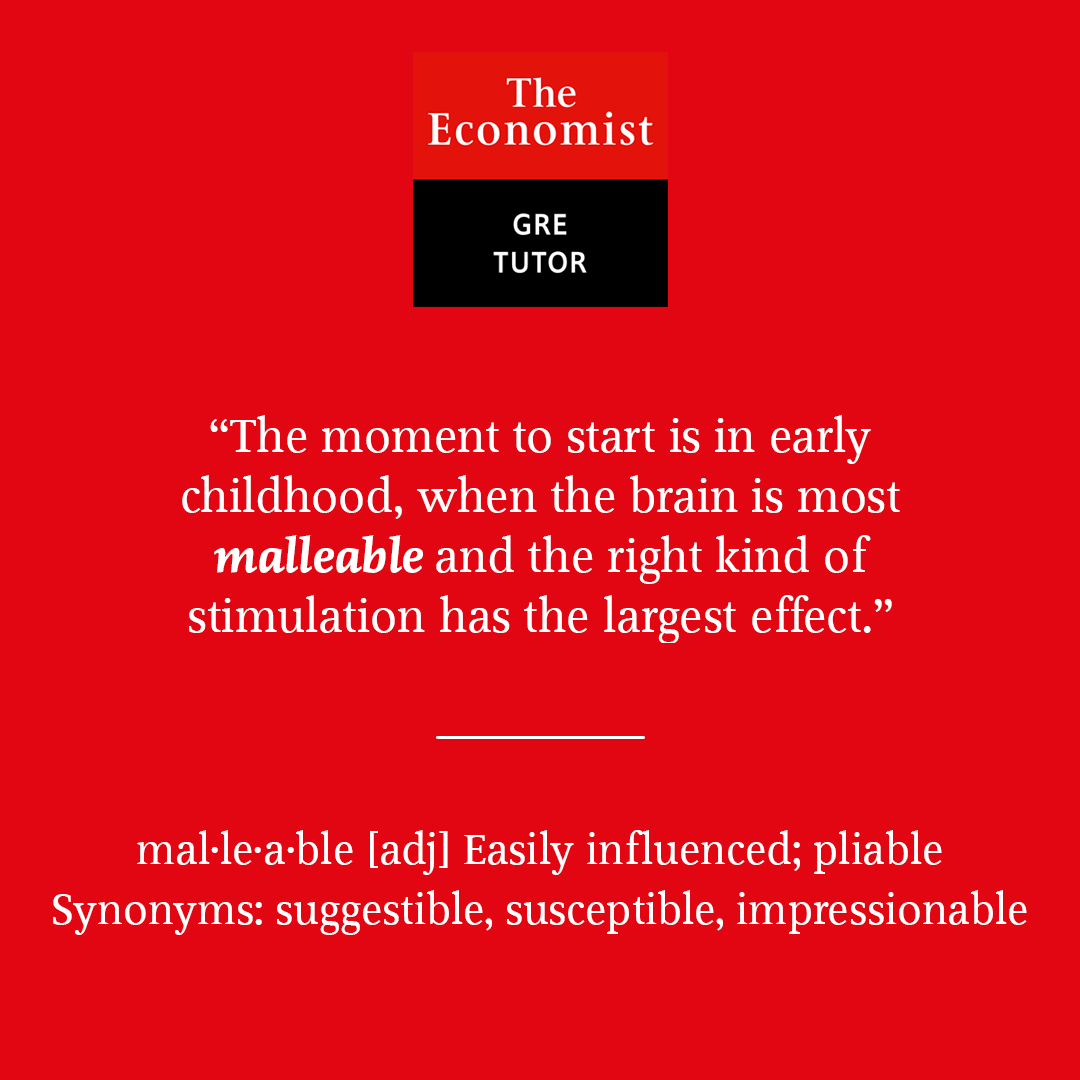 The
Economist
GRE
TUTOR
“The moment to start is in early
childhood, when the brain is most
malleable and the right kind of
stimulation has the largest effect.”
mal·le·a·ble [adj] Easily influenced; pliable
Synonyms: suggestible, susceptible, impressionable